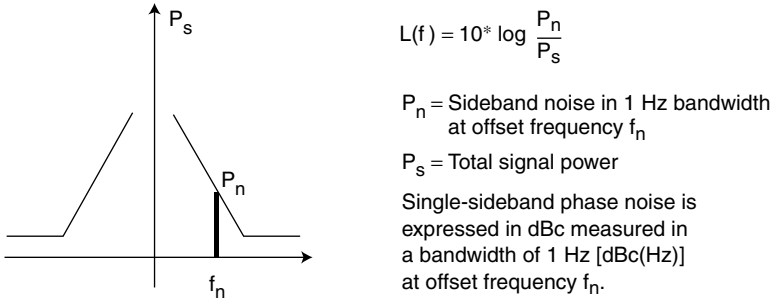 P_s
P_n
f_n
L(f) = 10* log P_n / P_s
P_n = Sideband noise in 1 Hz bandwidth
at offset frequency f_n
P_s = Total signal power
Single-sideband phase noise is
expressed in dBc measured in
a bandwidth of 1 Hz [dBc(Hz)]
at offset frequency f_n.